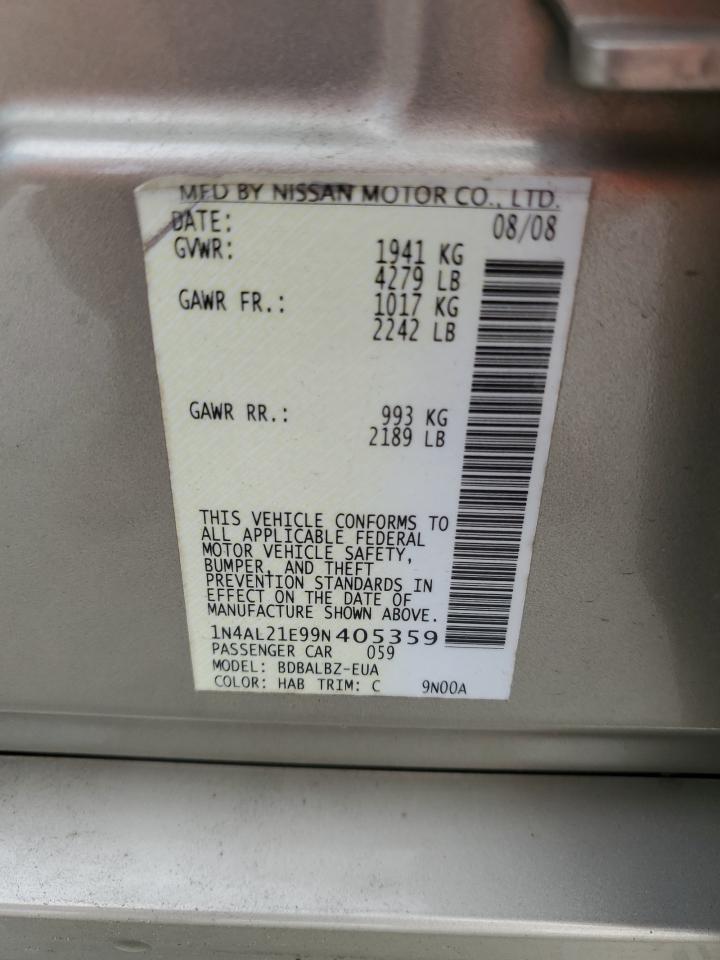 MFD BY NISSAN MOTOR CO., LTD.
DATE: 08/08
GVWR: 1941 KG
4279 LB
GAWR FR.: 1017 KG
2242 LB
GAWR RR.: 993 KG
2189 LB
THIS VEHICLE CONFORMS TO
ALL APPLICABLE FEDERAL
MOTOR VEHICLE SAFETY,
BUMPER, AND THEFT
PREVENTION STANDARDS IN
EFFECT ON THE DATE OF
MANUFACTURE SHOWN ABOVE.
1N4AL21E99N405359
PASSENGER CAR 059
MODEL: BDBALBZ-EUA
COLOR: HAB TRIM: C 9N00A